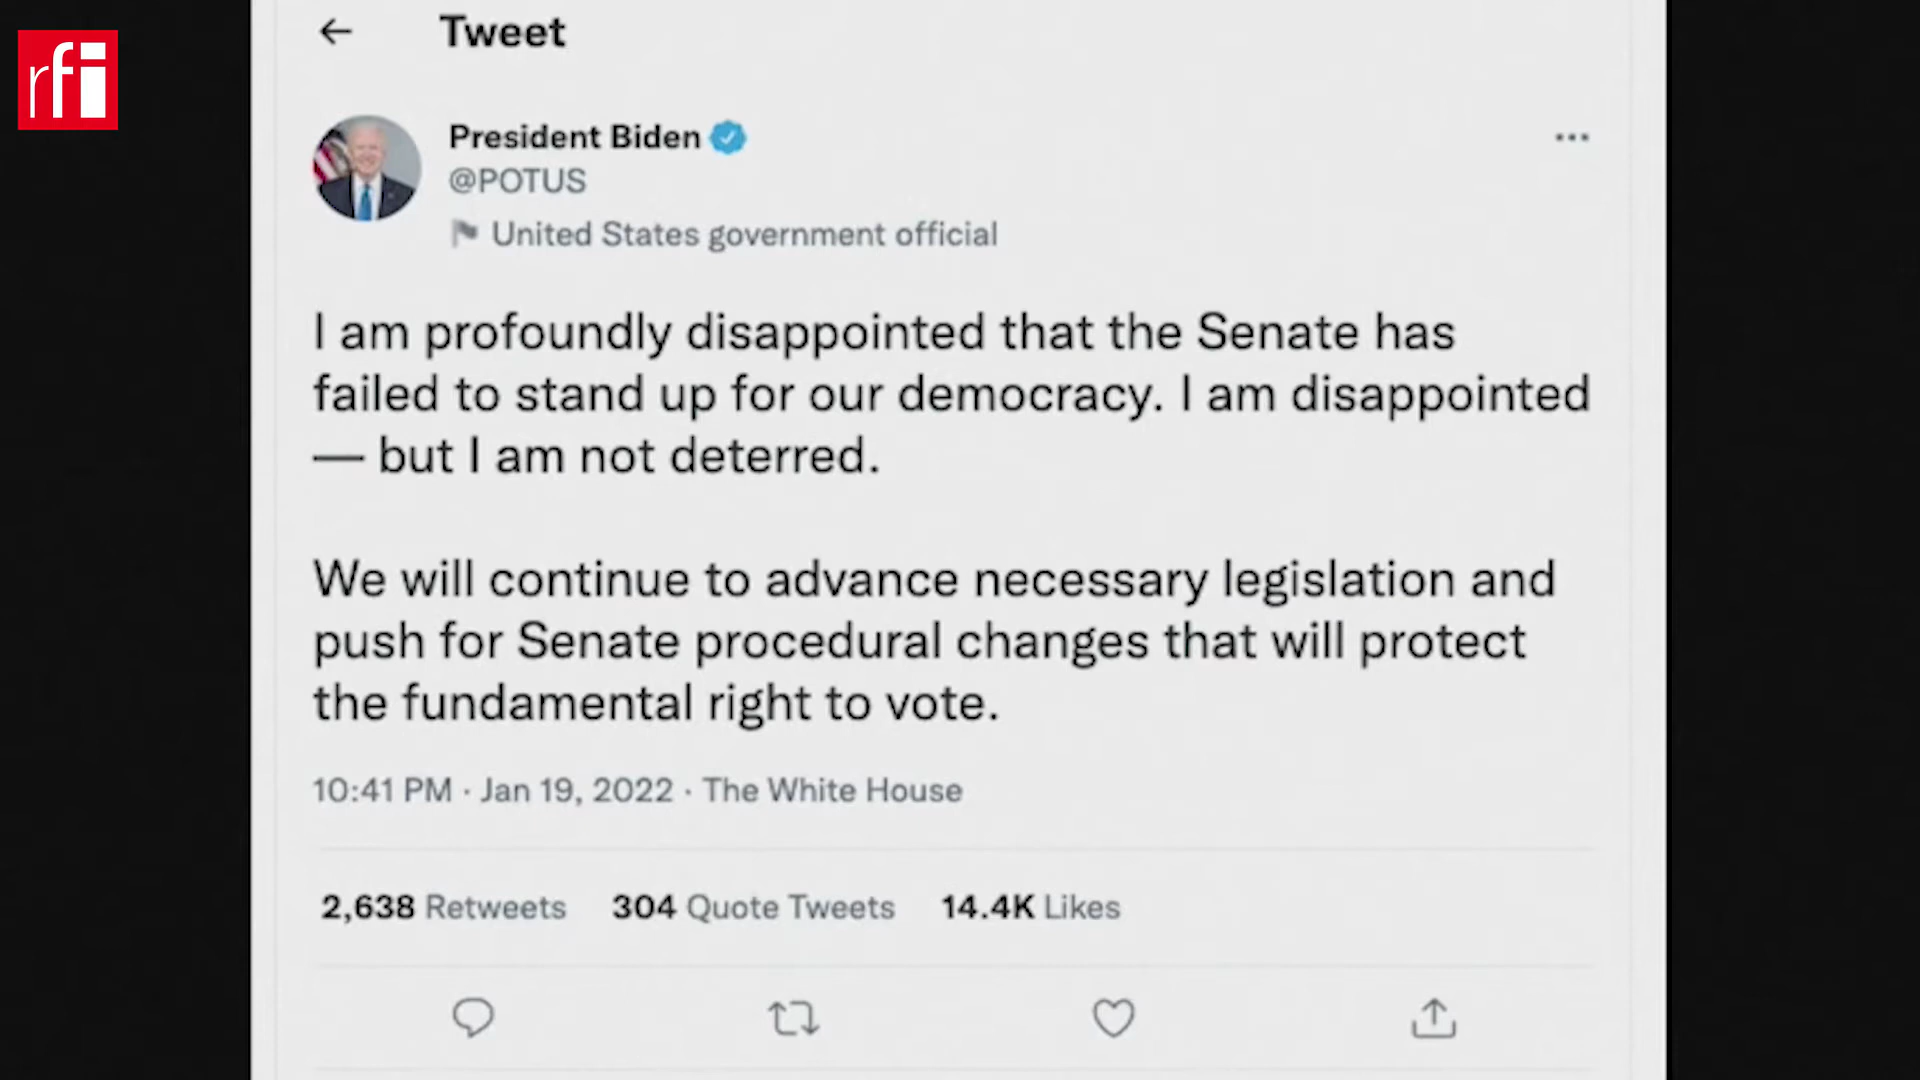 rfi
Tweet
President Biden
@POTUS
United States government official
I am profoundly disappointed that the Senate has
failed to stand up for our democracy. I am disappointed
— but I am not deterred.
We will continue to advance necessary legislation and
push for Senate procedural changes that will protect
the fundamental right to vote.
10:41 PM · Jan 19, 2022 · The White House
2,638 Retweets 304 Quote Tweets 14.4K Likes